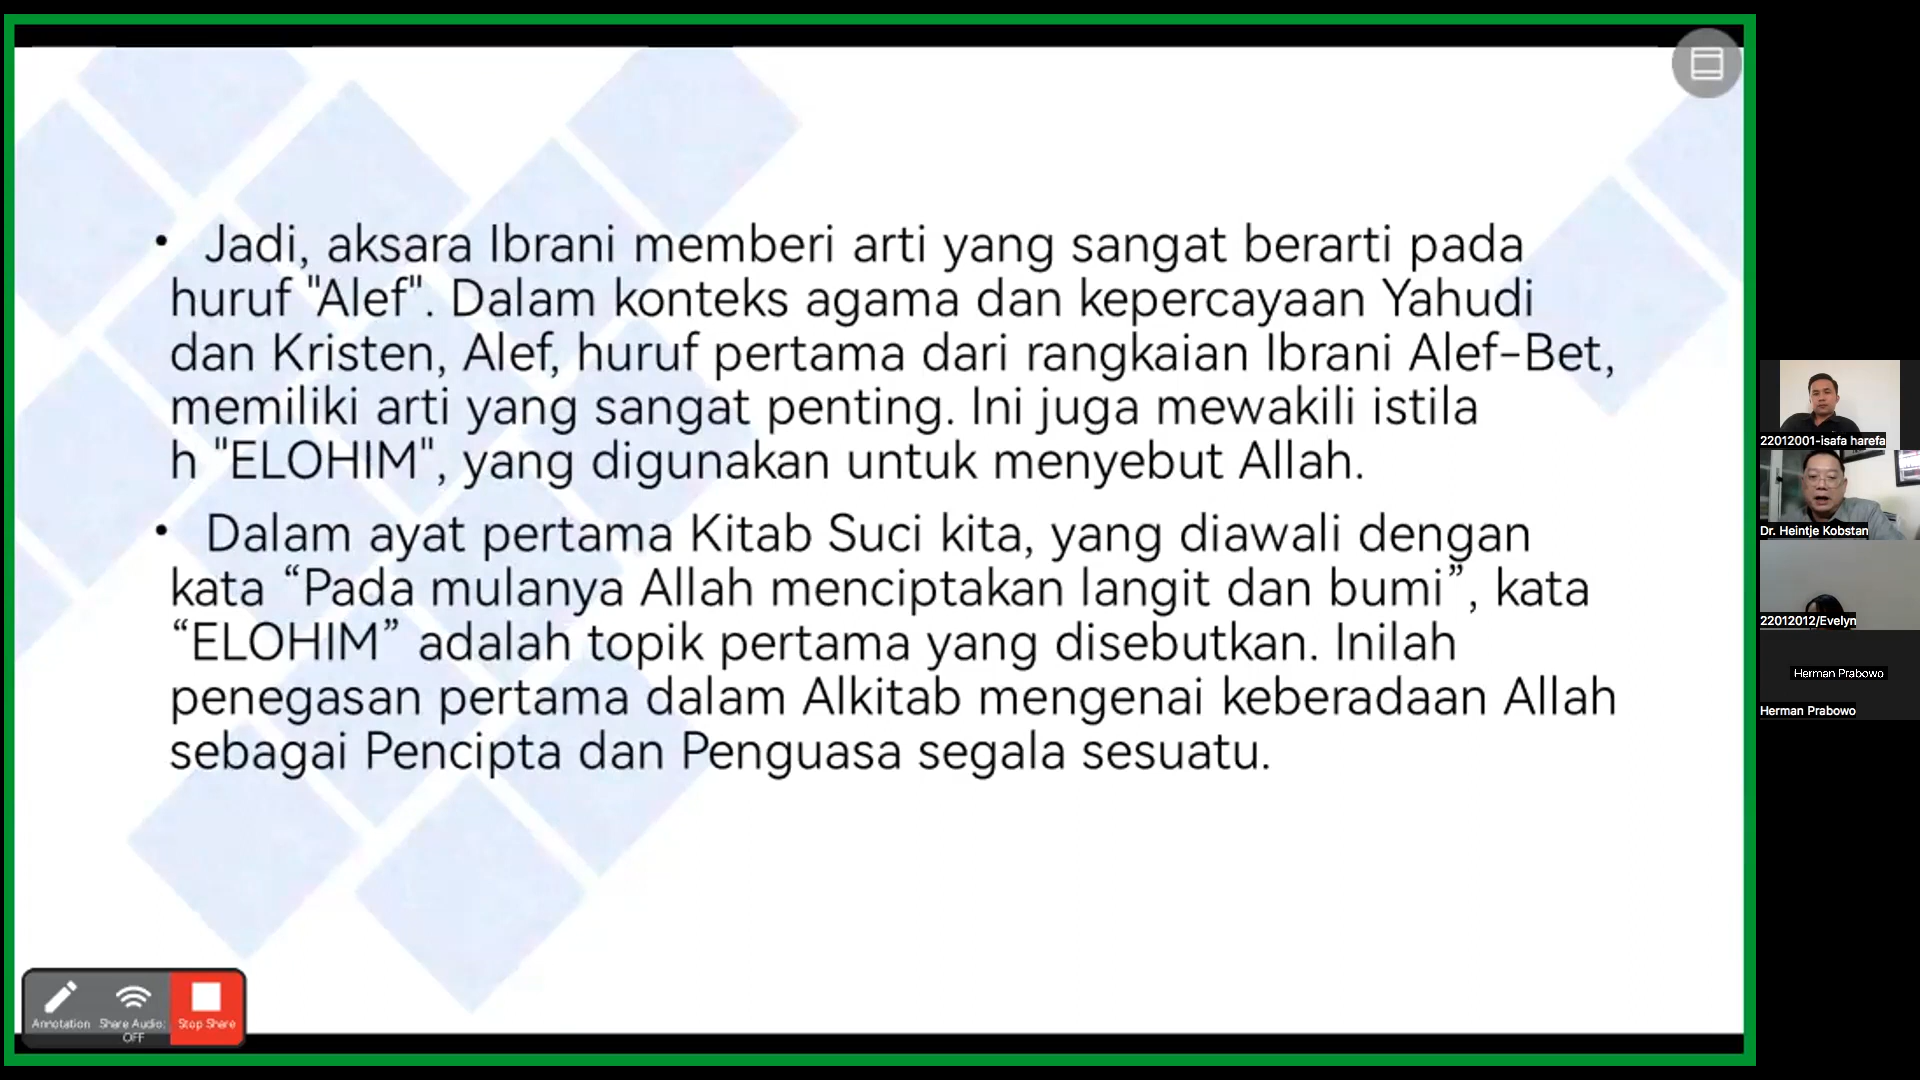 • Jadi, aksara Ibrani memberi arti yang sangat berarti pada
huruf "Alef". Dalam konteks agama dan kepercayaan Yahudi
dan Kristen, Alef, huruf pertama dari rangkaian Ibrani Alef-Bet,
memiliki arti yang sangat penting. Ini juga mewakili istila
h "ELOHIM", yang digunakan untuk menyebut Allah.
• Dalam ayat pertama Kitab Suci kita, yang diawali dengan
kata “Pada mulanya Allah menciptakan langit dan bumi”, kata
“ELOHIM” adalah topik pertama yang disebutkan. Inilah
penegasan pertama dalam Alkitab mengenai keberadaan Allah
sebagai Pencipta dan Penguasa segala sesuatu.
Annotation
Share Audio:
OFF
Stop Share
22012001-isafa harefa
Dr. Heintje Kobstan
22012012/Evelyn
Herman Prabowo
Herman Prabowo